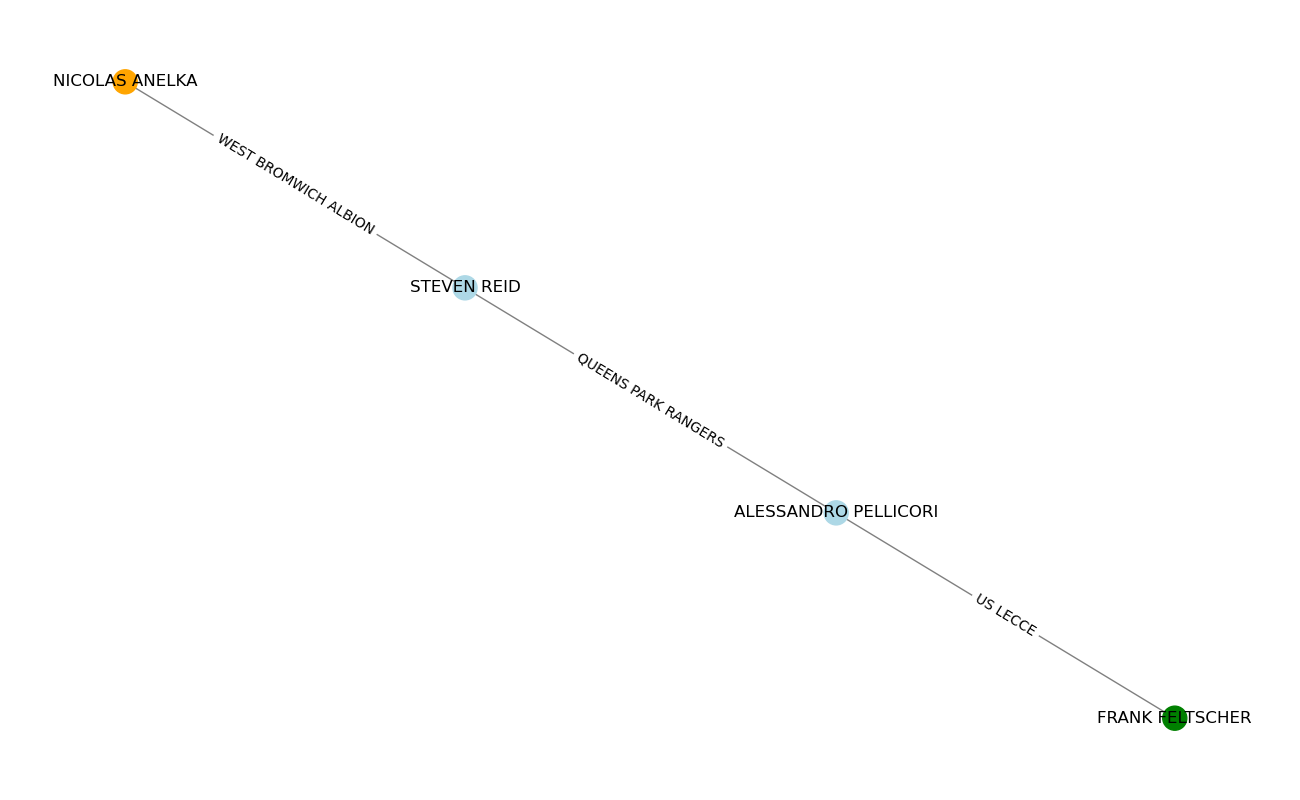 NICOLAS ANELKA
WEST BROMWICH ALBION
STEVEN REID
QUEENS PARK RANGERS
ALESSANDRO PELLICORI
US LECCE
FRANK FELTSCHER